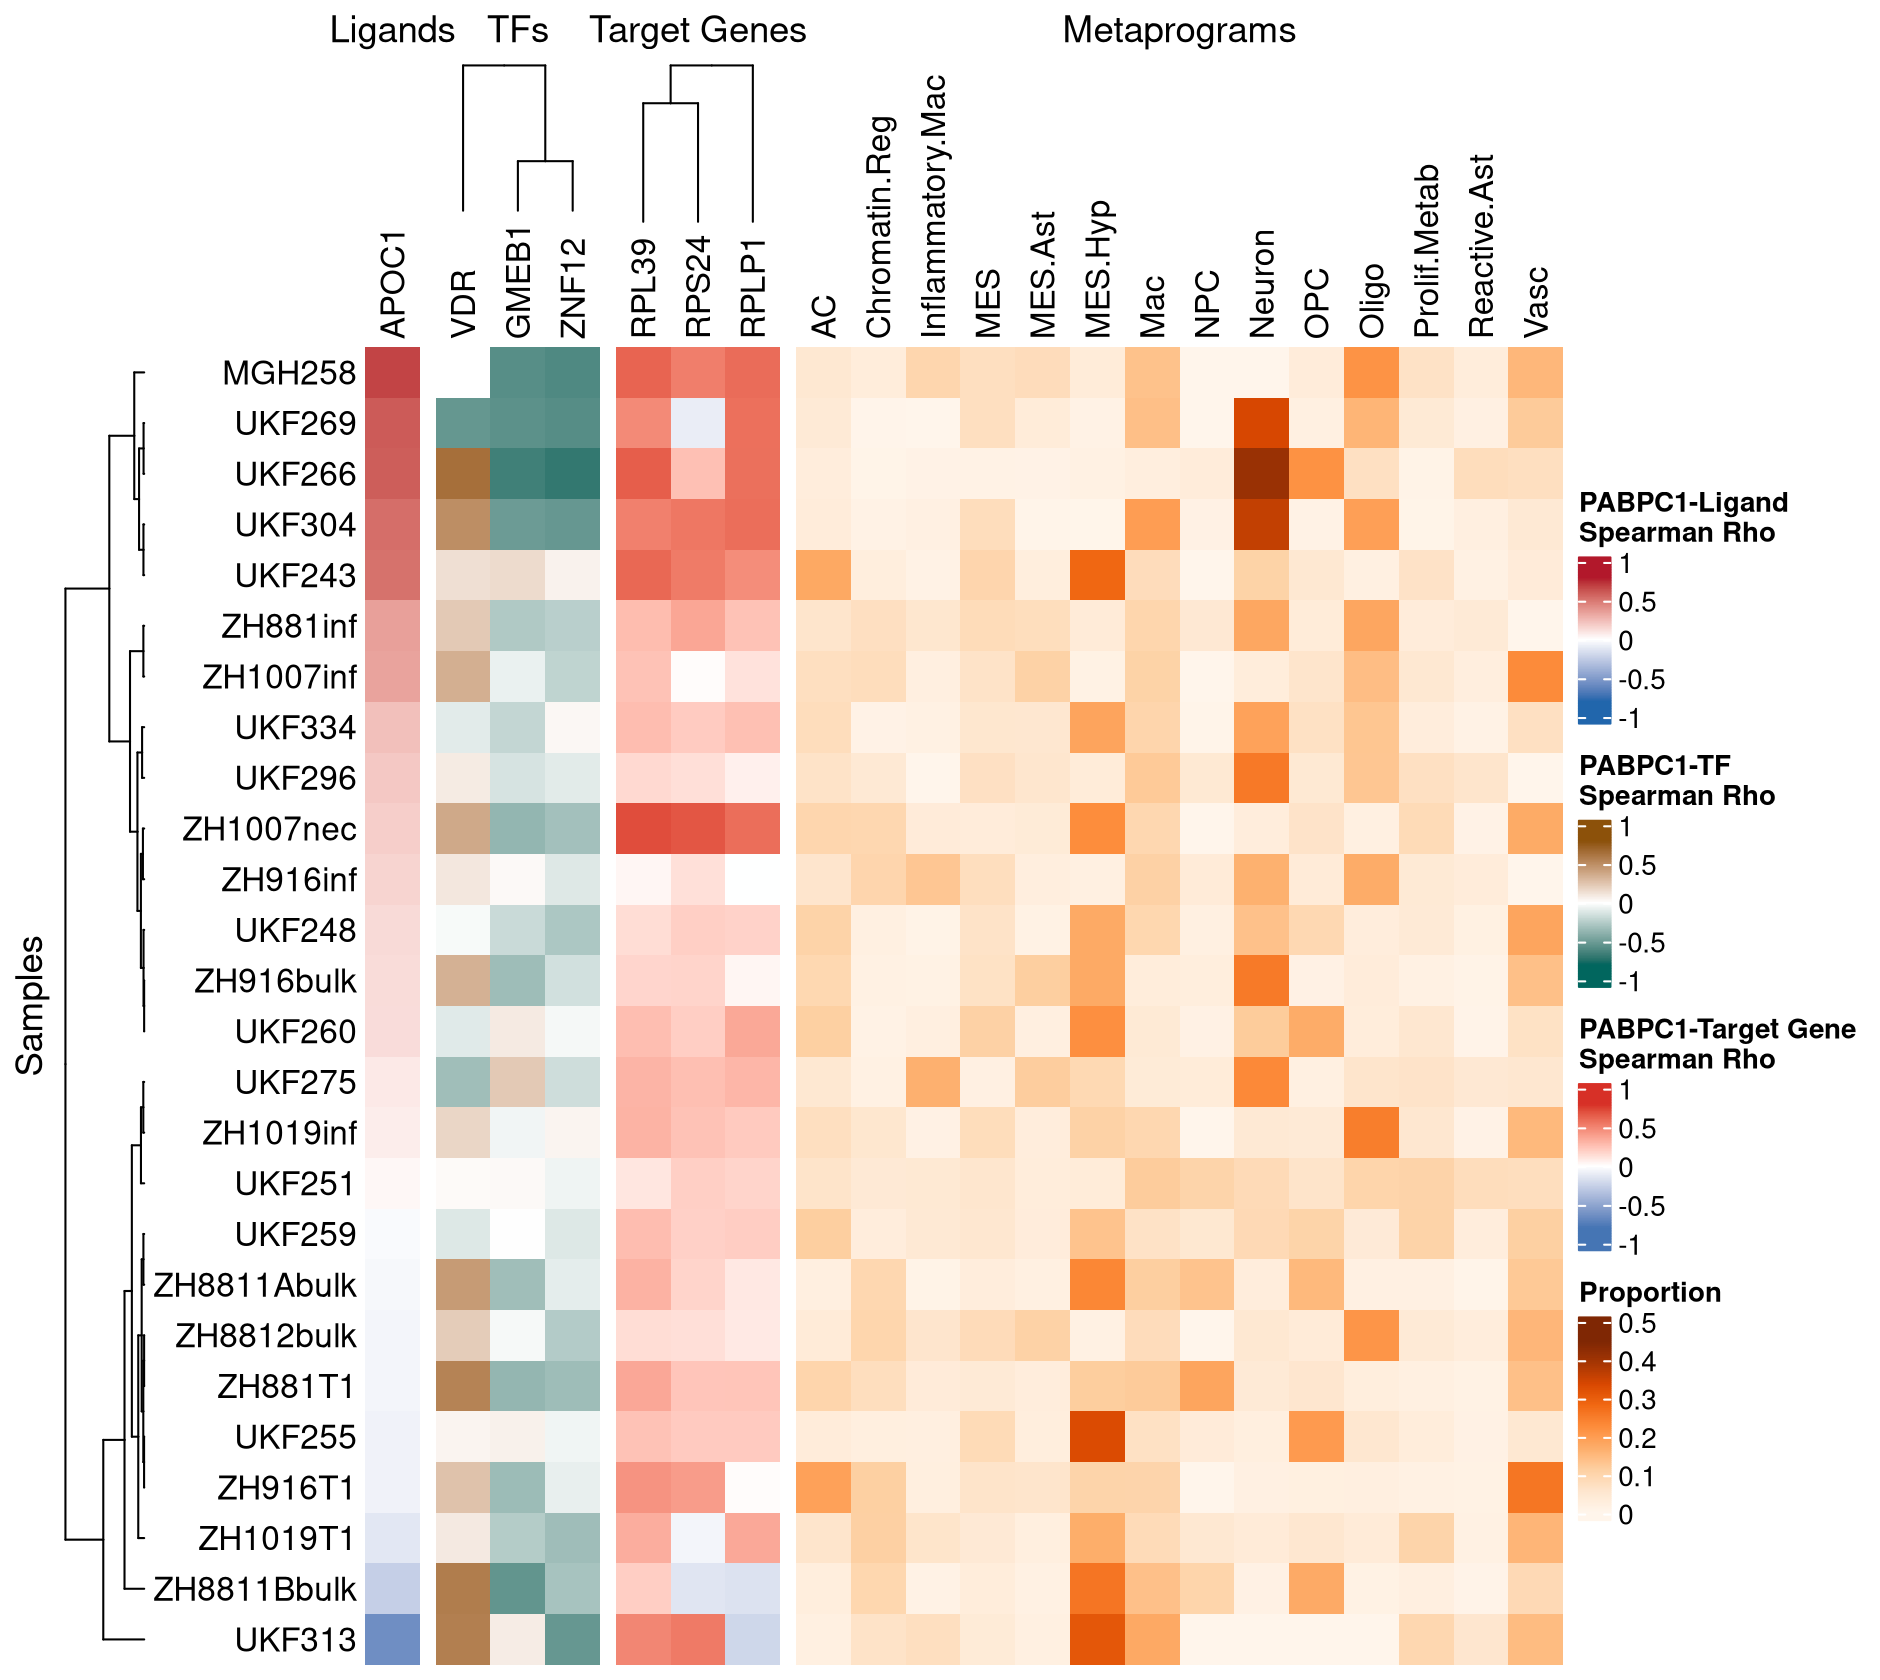 Ligands TFs Target Genes Metaprograms
APOC1
VDR
GMEB1
ZNF12
RPL39
RPS24
RPLP1
AC
Chromatin.Reg
Inflammatory.Mac
MES
MES.Ast
MES.Hyp
Mac
NPC
Neuron
OPC
Oligo
Prolif.Metab
Reactive.Ast
Vasc
Samples
MGH258
UKF269
UKF266
UKF304
UKF243
ZH881inf
ZH1007inf
UKF334
UKF296
ZH1007nec
ZH916inf
UKF248
ZH916bulk
UKF260
UKF275
ZH1019inf
UKF251
UKF259
ZH8811Abulk
ZH8812bulk
ZH881T1
UKF255
ZH916T1
ZH1019T1
ZH8811Bbulk
UKF313
PABPC1-Ligand
Spearman Rho
1
0.5
0
-0.5
-1
PABPC1-TF
Spearman Rho
1
0.5
0
-0.5
-1
PABPC1-Target Gene
Spearman Rho
1
0.5
0
-0.5
-1
Proportion
0.5
0.4
0.3
0.2
0.1
0